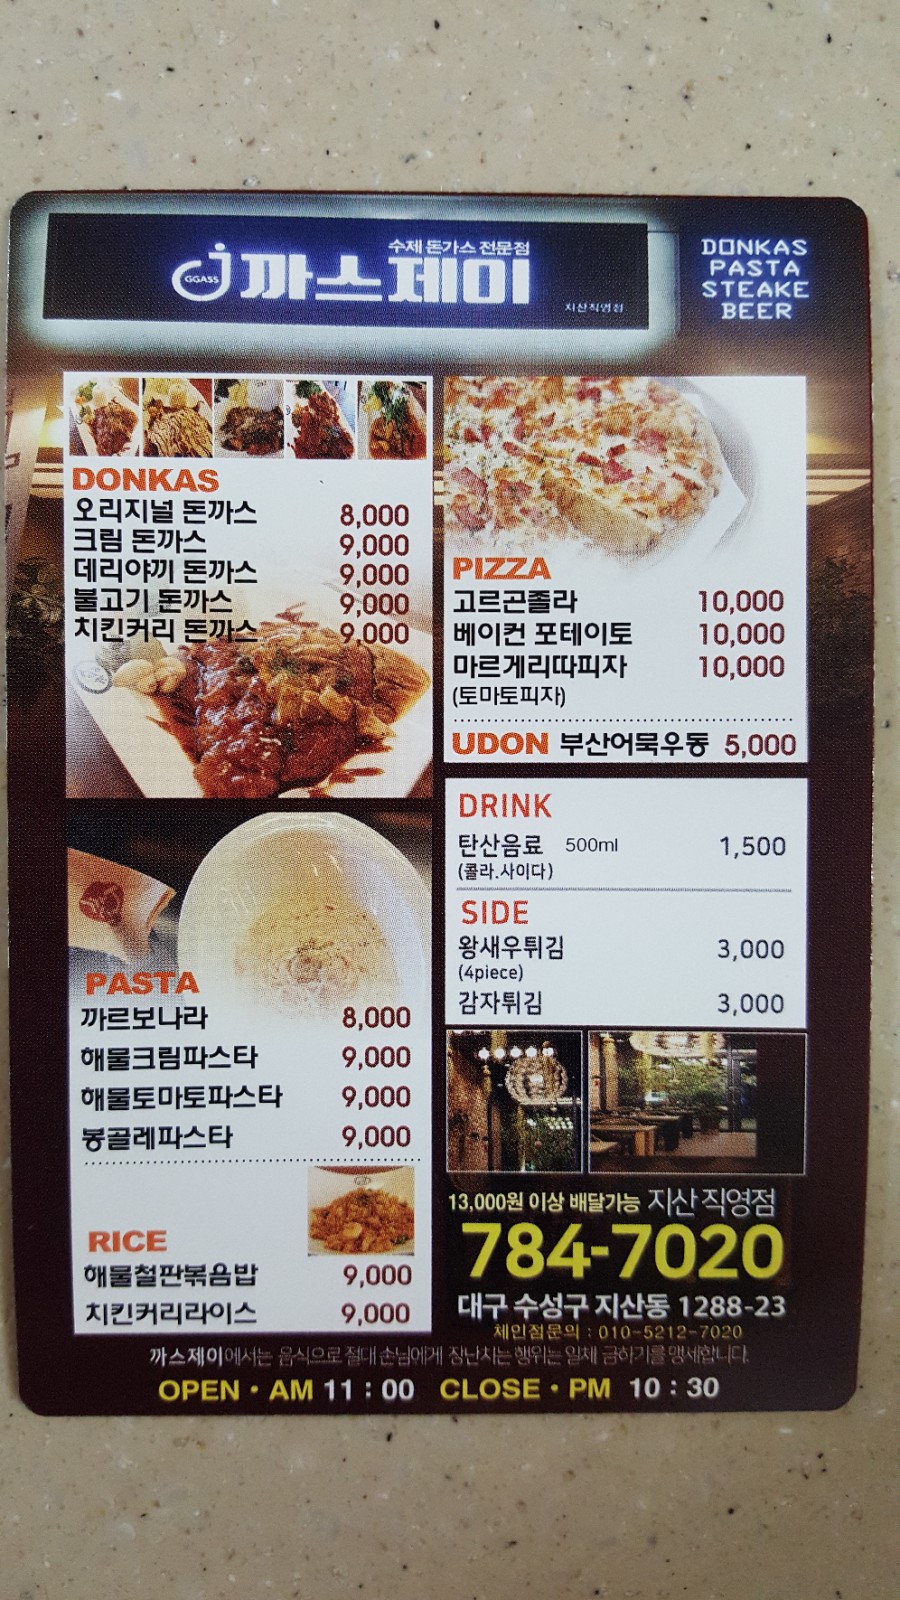 수제 돈가스 전문점
GGASS
까스제이
지산직영점
DONKAS
PASTA
STEAKE
BEER
DONKAS
오리지널 돈까스 8,000
크림 돈까스 9,000
데리야끼 돈까스 9,000
불고기 돈까스 9,000
치킨커리 돈까스 9,000
PASTA
까르보나라 8,000
해물크림파스타 9,000
해물토마토파스타 9,000
봉골레파스타 9,000
RICE
해물철판볶음밥 9,000
치킨커리라이스 9,000
PIZZA
고르곤졸라 10,000
베이컨 포테이토 10,000
마르게리따피자 10,000
(토마토피자)
UDON 부산어묵우동 5,000
DRINK
탄산음료 500ml 1,500
(콜라.사이다)
SIDE
왕새우튀김 3,000
(4piece)
감자튀김 3,000
13,000원 이상 배달가능 지산 직영점
784-7020
대구 수성구 지산동 1288-23
체인점문의 : 010-5212-7020
까스제이에서는 음식으로 절대 손님에게 장난치는 행위는 일체 금하기를 맹세합니다.
OPEN • AM 11 : 00 CLOSE • PM 10 : 30